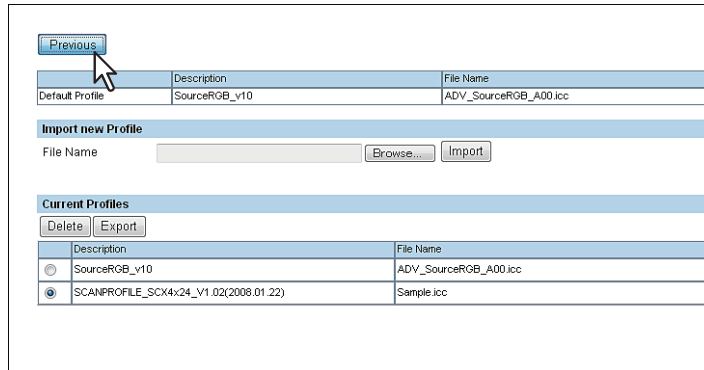 Previous
Description File Name
Default Profile SourceRGB_v10 ADV_SourceRGB_A00.icc
Import new Profile
File Name Browse... Import
Current Profiles
Delete Export
Description File Name
SourceRGB_v10 ADV_SourceRGB_A00.icc
SCANPROFILE_SCX4x24_V1.02(2008.01.22) Sample.icc